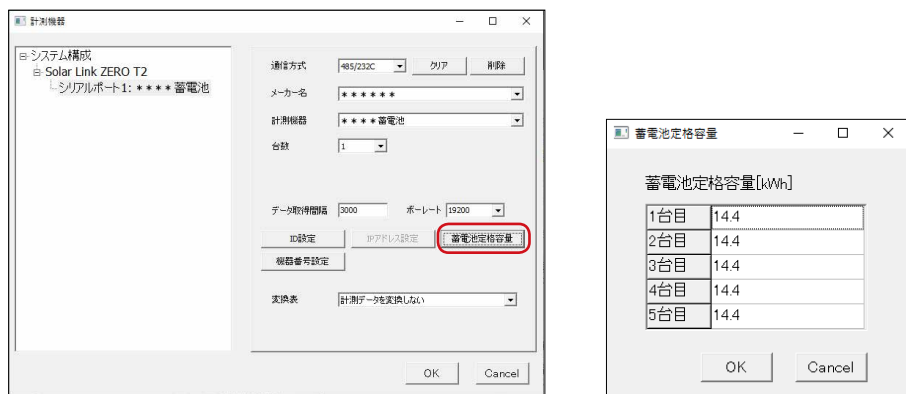 計測機器
システム構成
Solar Link ZERO T2
シリアルポート1: ****蓄電池
通信方式 485/232C クリア 削除
メーカー名 ******
計測機器 ****蓄電池
台数 1
データ取得間隔 3000 ボーレート 19200
ID設定 IPアドレス設定 蓄電池定格容量
機器番号設定
変換表 計測データを変換しない
OK Cancel
蓄電池定格容量
蓄電池定格容量[kWh]
1台目 14.4
2台目 14.4
3台目 14.4
4台目 14.4
5台目 14.4
OK Cancel